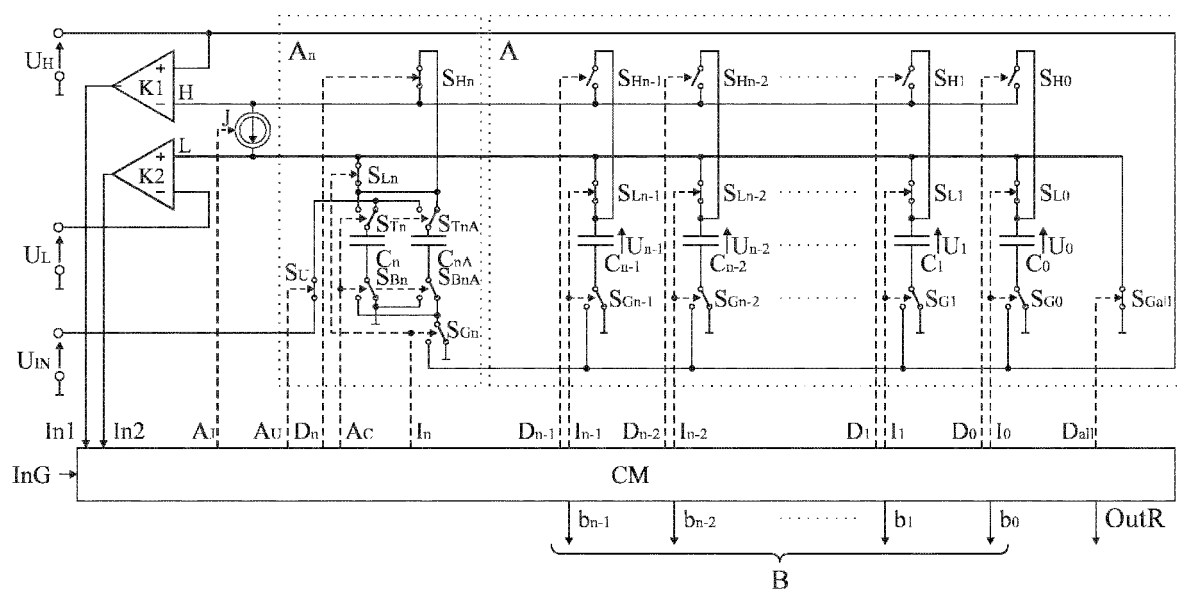 An A
UH K1 + − H SHn SHn-1 SHn-2 SH1 SH0
J
K2 + − L SLn SLn-1 SLn-2 SL1 SL0
STn STnA
UL Cn CnA Un-1 Un-2 U1 U0
Cn-1 Cn-2 C1 C0
SU SBn SBnA SGn-1 SGn-2 SG1 SG0 SGall
UIN SGn
In1 In2 AJ AU Dn AC In Dn-1 In-1 Dn-2 In-2 D1 I1 D0 I0 Dall
InG CM
bn-1 bn-2 b1 b0 OutR
B